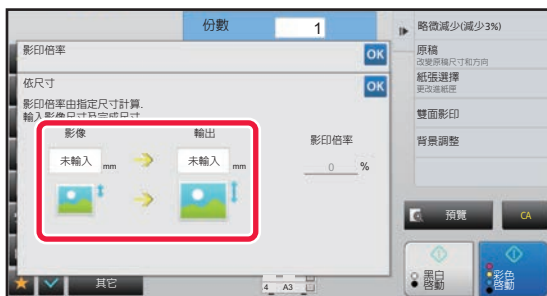 份數
1
影印倍率
OK
依尺寸
OK
影印倍率由指定尺寸計算.
輸入影像尺寸及完成尺寸.
影像
輸出
影印倍率
未輸入 mm
未輸入 mm
0 %
其它
4 A3
略微減少(減少3%)
原稿
改變原稿尺寸和方向
紙張選擇
更改進紙匣
雙面影印
背景調整
預覽
CA
黑白
啓動
彩色
啓動